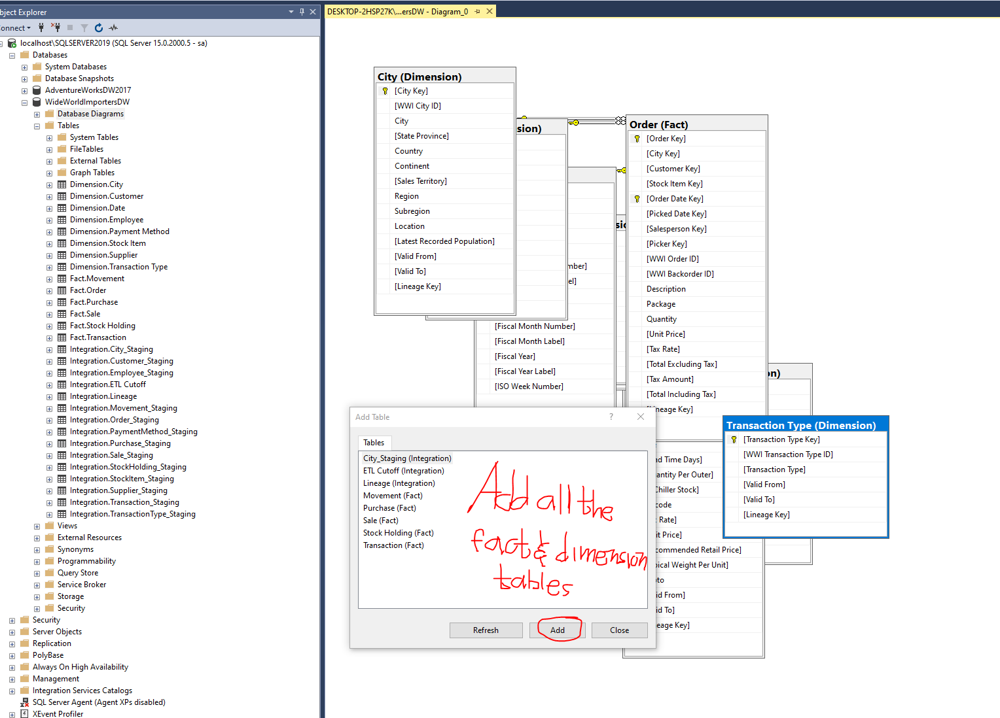 bject Explorer
onnect
localhost\SQLSERVER2019 (SQL Server 15.0.2000.5 - sa)
Databases
System Databases
Database Snapshots
AdventureWorksDW2017
WideWorldImportersDW
Database Diagrams
Tables
System Tables
FileTables
External Tables
Graph Tables
Dimension.City
Dimension.Customer
Dimension.Date
Dimension.Employee
Dimension.Payment Method
Dimension.Stock Item
Dimension.Supplier
Dimension.Transaction Type
Fact.Movement
Fact.Order
Fact.Purchase
Fact.Sale
Fact.Stock Holding
Fact.Transaction
Integration.City_Staging
Integration.Customer_Staging
Integration.Employee_Staging
Integration.ETL Cutoff
Integration.Lineage
Integration.Movement_Staging
Integration.Order_Staging
Integration.PaymentMethod_Staging
Integration.Purchase_Staging
Integration.Sale_Staging
Integration.StockHolding_Staging
Integration.StockItem_Staging
Integration.Supplier_Staging
Integration.Transaction_Staging
Integration.TransactionType_Staging
Views
External Resources
Synonyms
Programmability
Query Store
Service Broker
Storage
Security
Security
Server Objects
Replication
PolyBase
Always On High Availability
Management
Integration Services Catalogs
SQL Server Agent (Agent XPs disabled)
XEvent Profiler
DESKTOP-2HSP27K\...ersDW - Diagram_0
City (Dimension)
[City Key]
[WWI City ID]
City
[State Province]
Country
Continent
[Sales Territory]
Region
Subregion
Location
[Latest Recorded Population]
[Valid From]
[Valid To]
[Lineage Key]
sion)
mber]
el]
[Fiscal Month Number]
[Fiscal Month Label]
[Fiscal Year]
[Fiscal Year Label]
[ISO Week Number]
sio
Order (Fact)
[Order Key]
[City Key]
[Customer Key]
[Stock Item Key]
[Order Date Key]
[Picked Date Key]
[Salesperson Key]
[Picker Key]
[WWI Order ID]
[WWI Backorder ID]
Description
Package
Quantity
[Unit Price]
[Tax Rate]
[Total Excluding Tax]
[Tax Amount]
[Total Including Tax]
ineage Key]
on)
Transaction Type (Dimension)
[Transaction Type Key]
[WWI Transaction Type ID]
[Transaction Type]
[Valid From]
[Valid To]
[Lineage Key]
ad Time Days]
antity Per Outer]
Chiller Stock]
code
Rate]
it Price]
commended Retail Price]
pical Weight Per Unit]
oto
id From]
id To]
eage Key]
Add Table
?
Tables
City_Staging (Integration)
ETL Cutoff (Integration)
Lineage (Integration)
Movement (Fact)
Purchase (Fact)
Sale (Fact)
Stock Holding (Fact)
Transaction (Fact)
Add all the
fact & dimension
tables
Refresh
Add
Close